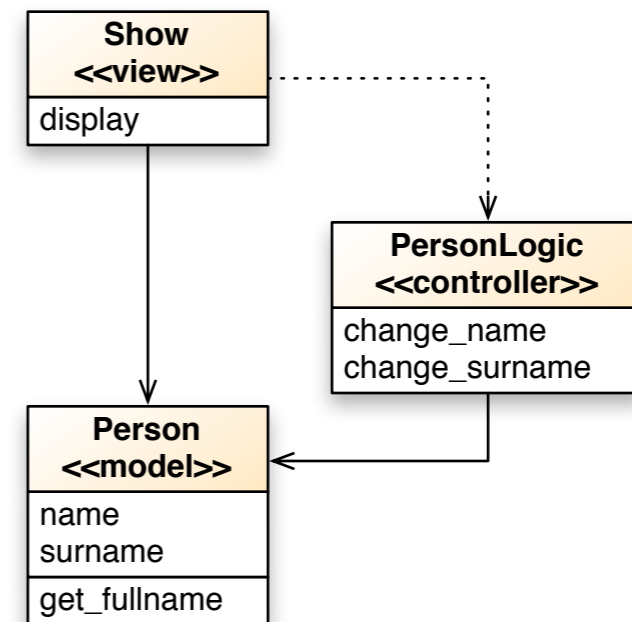 Show
<<view>>
display
PersonLogic
<<controller>>
change_name
change_surname
Person
<<model>>
name
surname
get_fullname